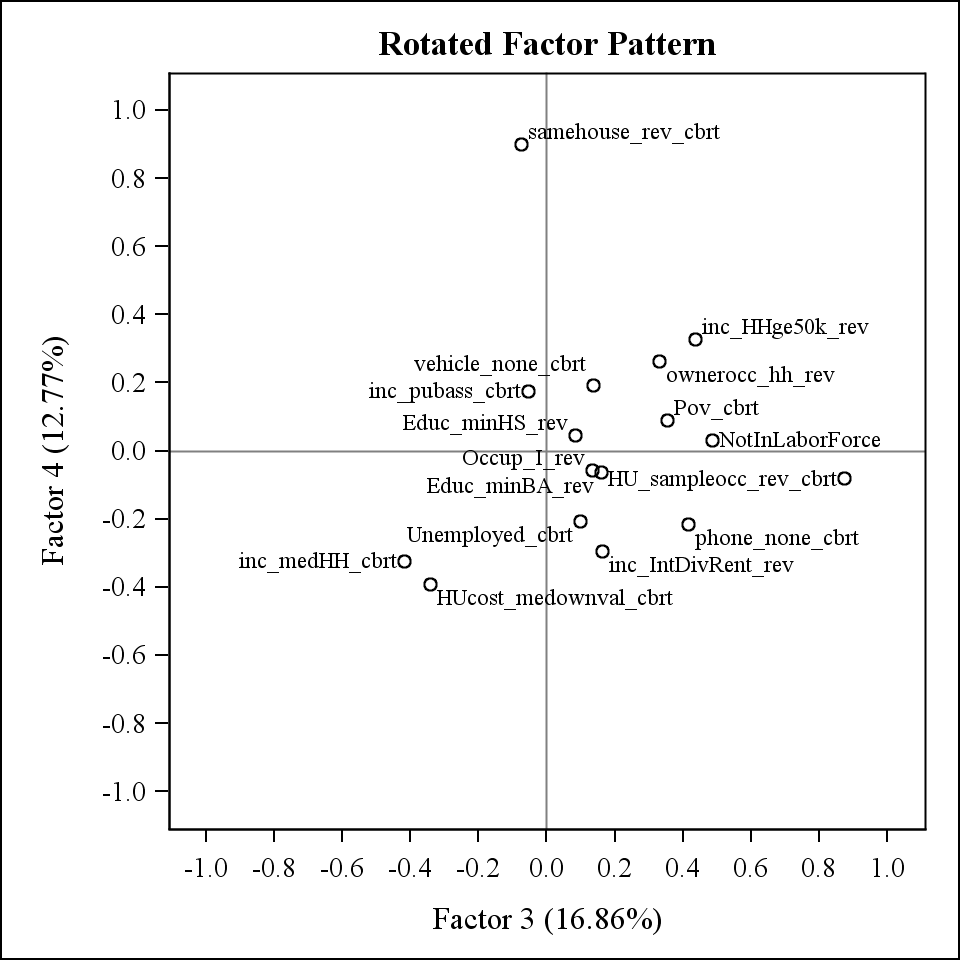 Rotated Factor Pattern
1.0
0.8
0.6
0.4
0.2
0.0
-0.2
-0.4
-0.6
-0.8
-1.0
Factor 4 (12.77%)
samehouse_rev_cbrt
inc_HHge50k_rev
vehicle_none_cbrt
ownerocc_hh_rev
inc_pubass_cbrt
Pov_cbrt
Educ_minHS_rev
NotInLaborForce
Occup_I_rev
HU_sampleocc_rev_cbrt
Educ_minBA_rev
Unemployed_cbrt
phone_none_cbrt
inc_medHH_cbrt
inc_IntDivRent_rev
HUcost_medownval_cbrt
-1.0 -0.8 -0.6 -0.4 -0.2 0.0 0.2 0.4 0.6 0.8 1.0
Factor 3 (16.86%)